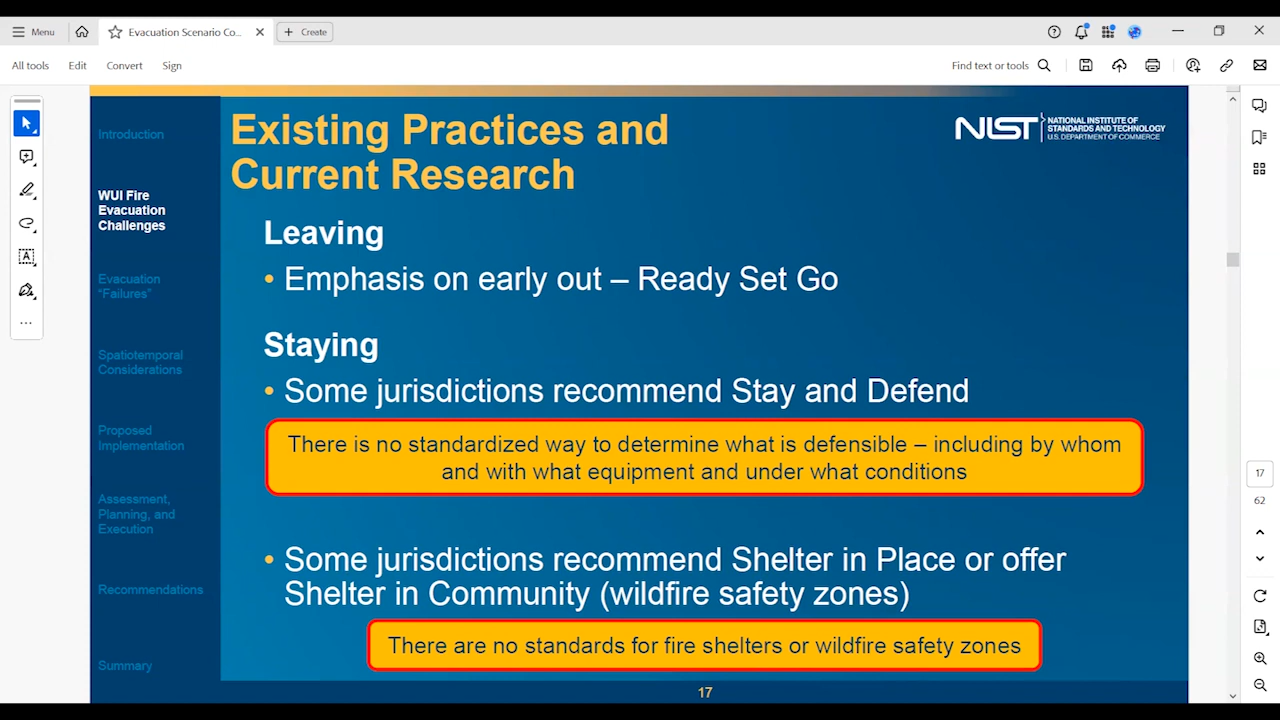 Menu
Evacuation Scenario Co...
Create
All tools
Edit
Convert
Sign
Find text or tools
Introduction
WUI Fire
Evacuation
Challenges
Evacuation
“Failures”
Spatiotemporal
Considerations
Proposed
Implementation
Assessment,
Planning, and
Execution
Recommendations
Summary
Existing Practices and
Current Research
NIST
NATIONAL INSTITUTE OF
STANDARDS AND TECHNOLOGY
U.S. DEPARTMENT OF COMMERCE
Leaving
• Emphasis on early out – Ready Set Go
Staying
• Some jurisdictions recommend Stay and Defend
There is no standardized way to determine what is defensible – including by whom
and with what equipment and under what conditions
• Some jurisdictions recommend Shelter in Place or offer
Shelter in Community (wildfire safety zones)
There are no standards for fire shelters or wildfire safety zones
17
17
62